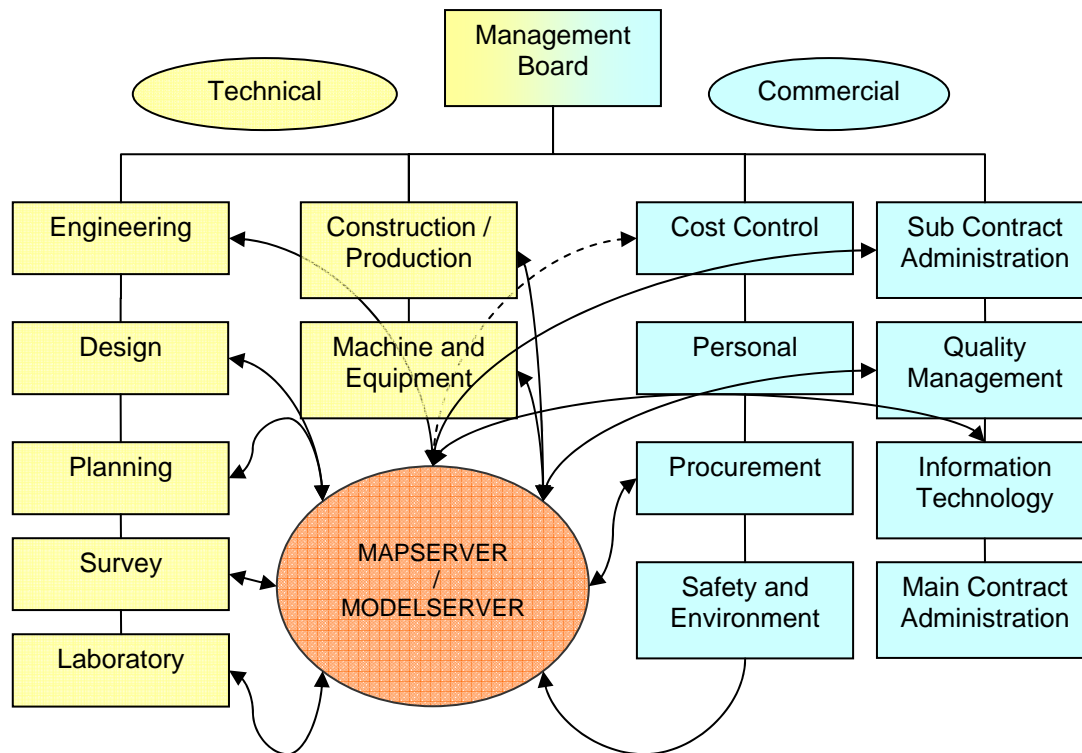 Management
Board
Technical
Commercial
Engineering
Construction /
Production
Cost Control
Sub Contract
Administration
Design
Machine and
Equipment
Personal
Quality
Management
Planning
Procurement
Information
Technology
MAPSERVER
/
MODELSERVER
Survey
Safety and
Environment
Main Contract
Administration
Laboratory